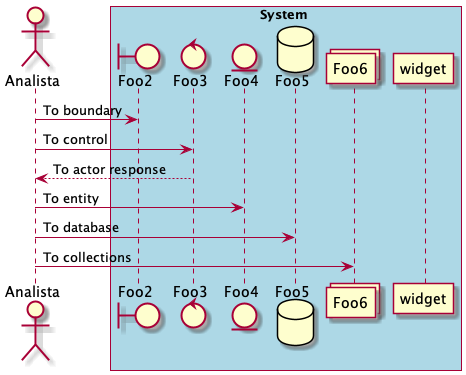 System
Analista
Foo2
Foo3
Foo4
Foo5
Foo6
widget
To boundary
To control
To actor response
To entity
To database
To collections
Analista
Foo2
Foo3
Foo4
Foo5
Foo6
widget